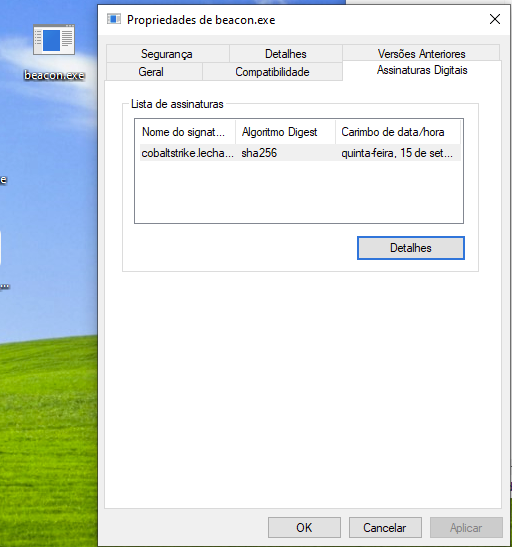 Propriedades de beacon.exe
Segurança Detalhes Versões Anteriores
Geral Compatibilidade Assinaturas Digitais
Lista de assinaturas
Nome do signat... Algoritmo Digest Carimbo de data/hora
cobaltstrike.lecha... sha256 quinta-feira, 15 de set...
Detalhes
OK Cancelar Aplicar
beacon.exe
e
...